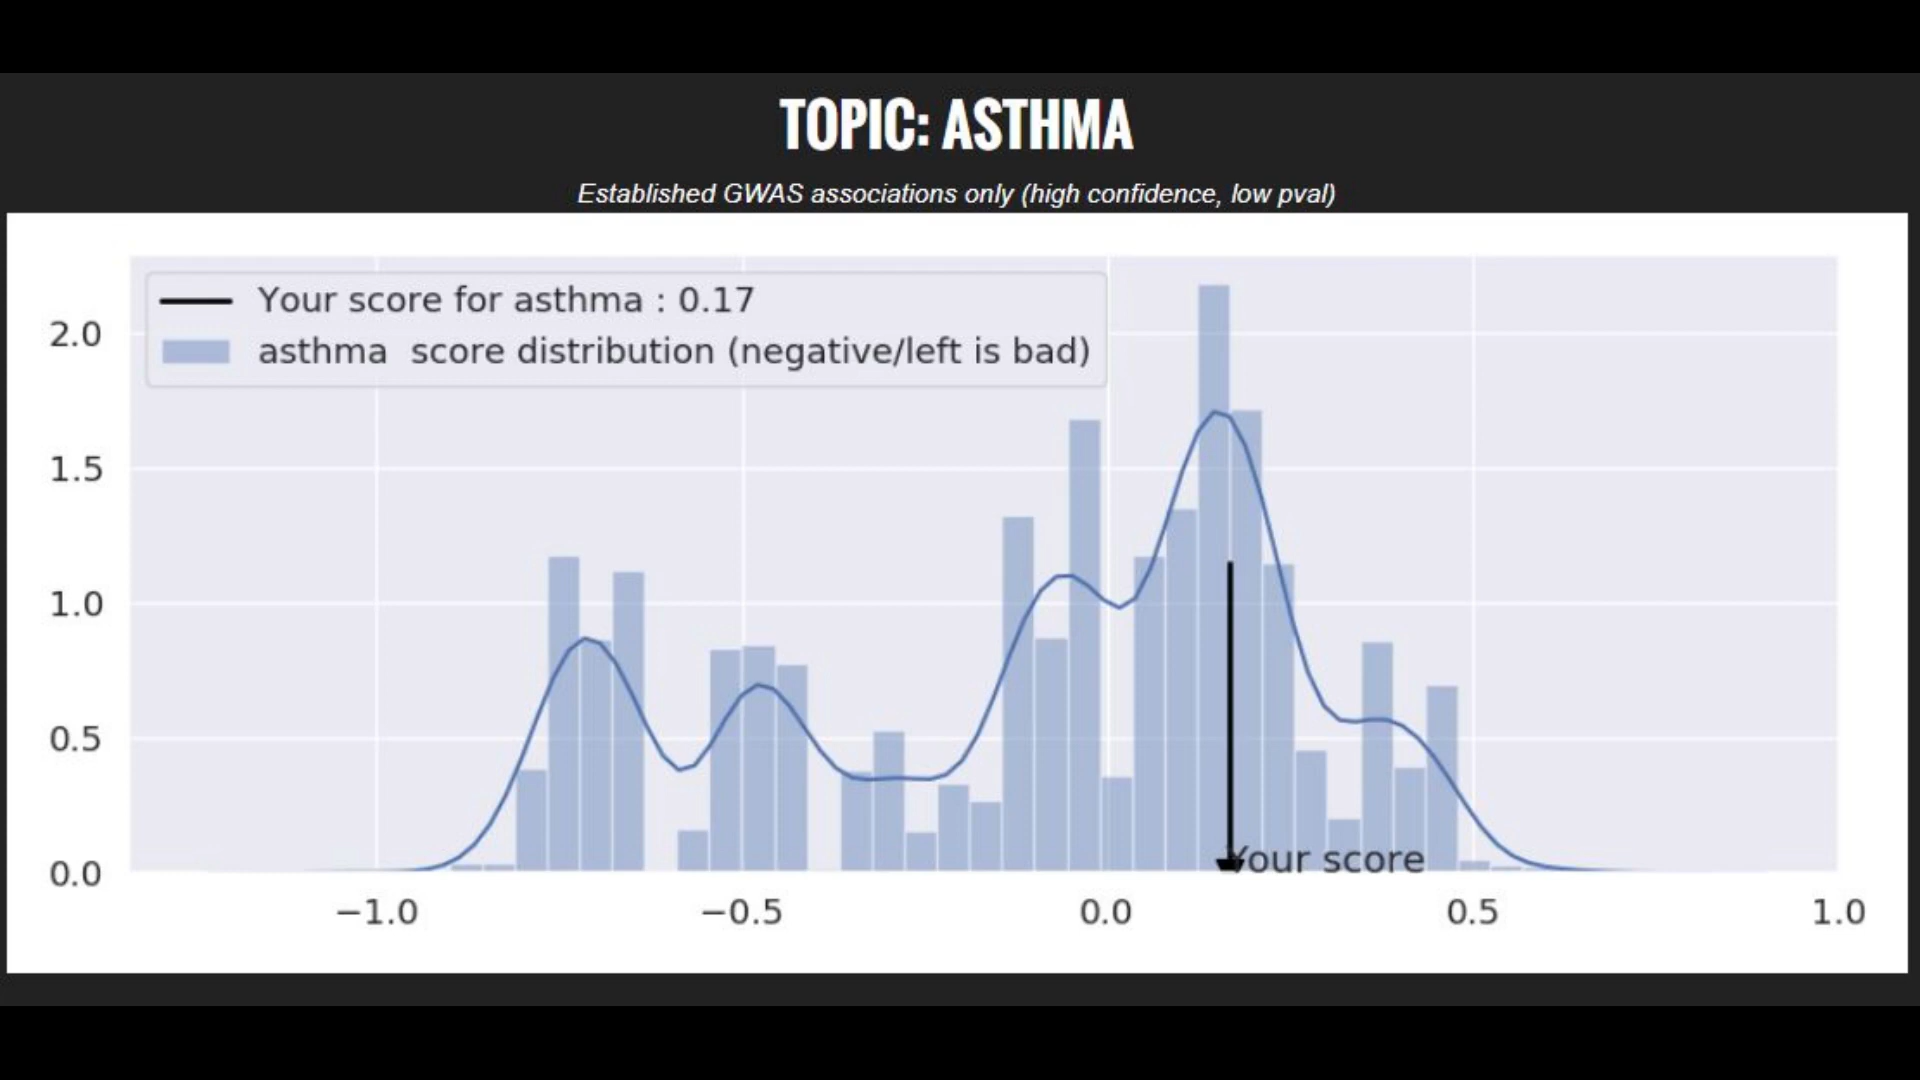 TOPIC: ASTHMA
Established GWAS associations only (high confidence, low pval)
Your score for asthma : 0.17
asthma  score distribution (negative/left is bad)
2.0
1.5
1.0
0.5
0.0
Your score
−1.0 −0.5 0.0 0.5 1.0